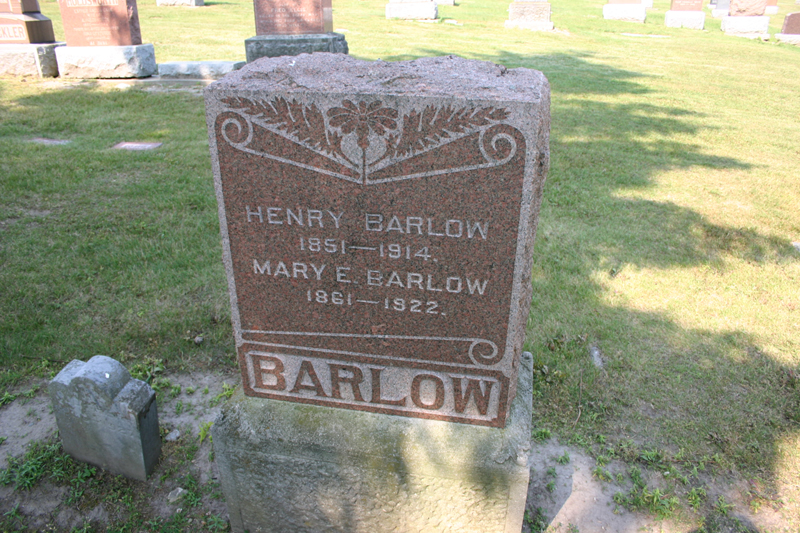 HENRY BARLOW
1851—1914.
MARY E. BARLOW
1861—1922.
BARLOW